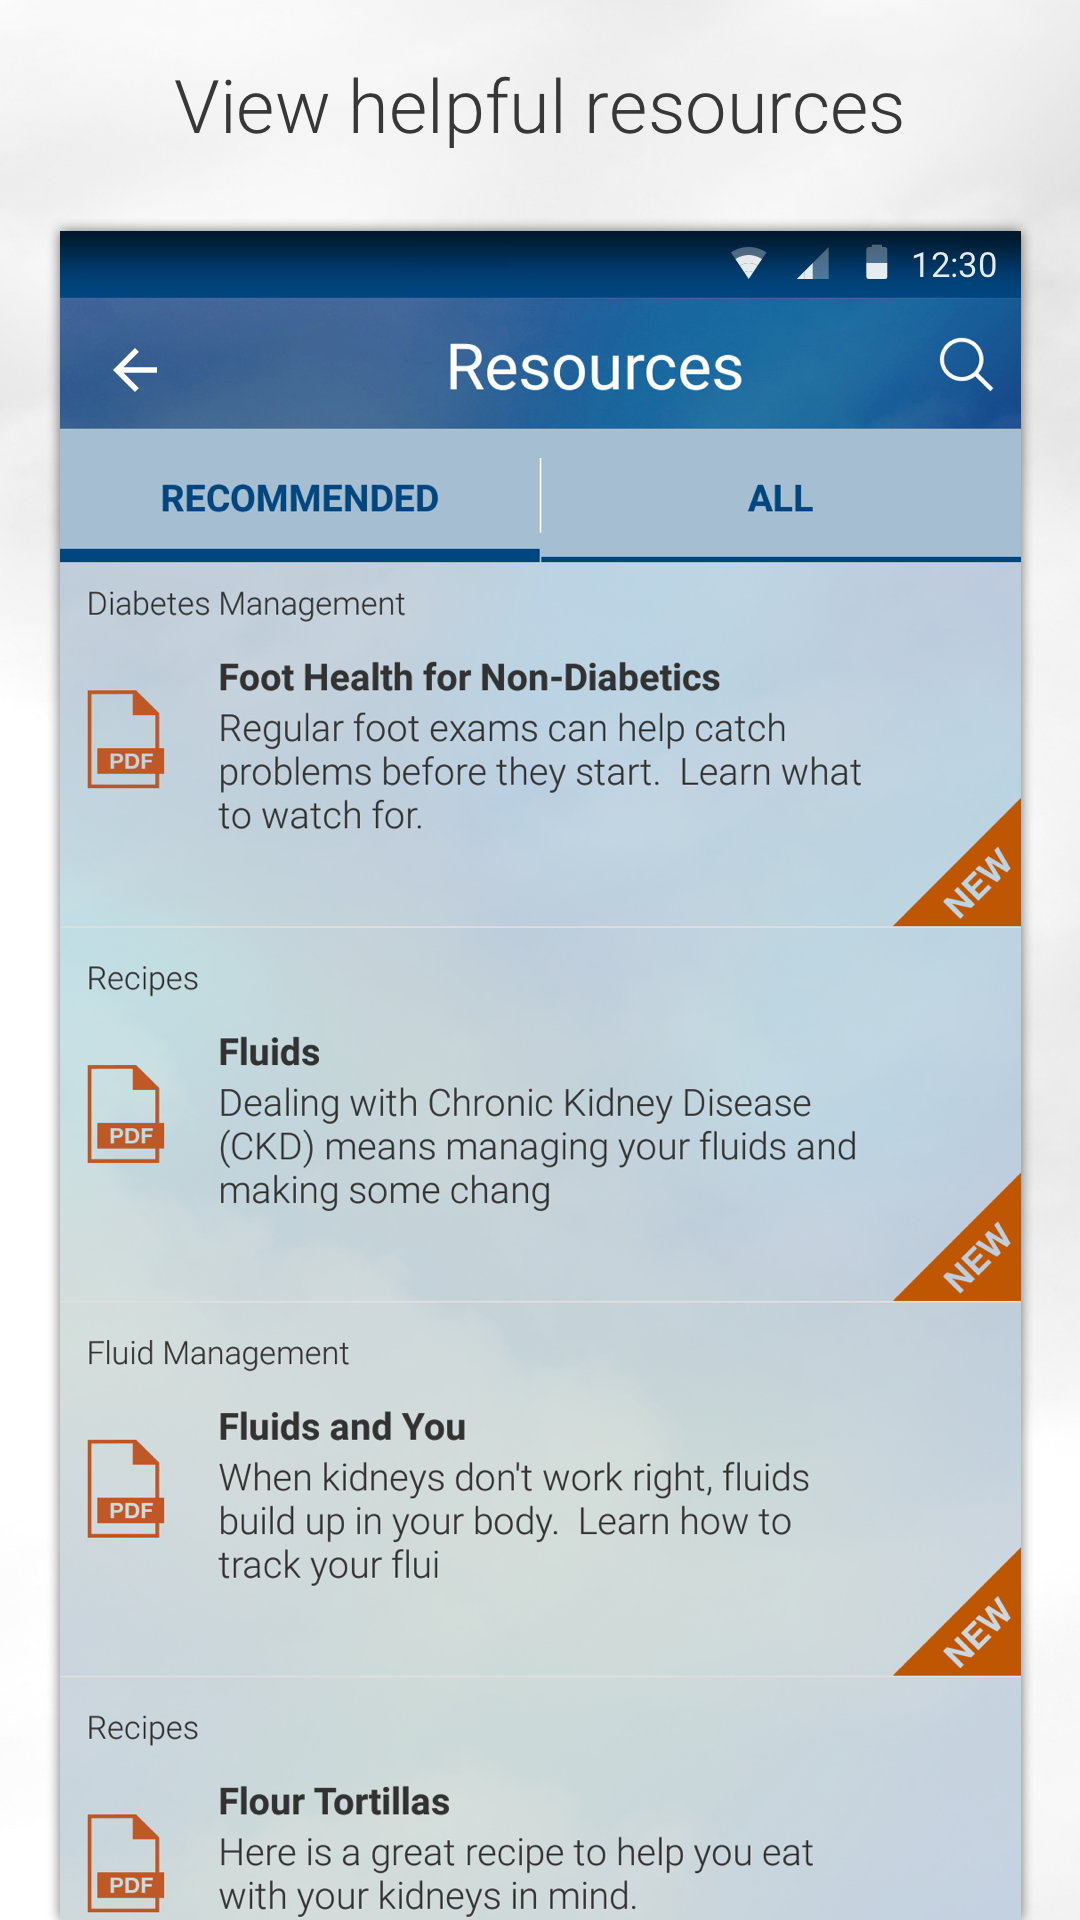 View helpful resources
12:30
Resources
RECOMMENDED
ALL
Diabetes Management
Foot Health for Non-Diabetics
PDF
Regular foot exams can help catch
problems before they start.  Learn what
to watch for.
NEW
Recipes
Fluids
PDF
Dealing with Chronic Kidney Disease
(CKD) means managing your fluids and
making some chang
NEW
Fluid Management
Fluids and You
PDF
When kidneys don't work right, fluids
build up in your body.  Learn how to
track your flui
NEW
Recipes
Flour Tortillas
PDF
Here is a great recipe to help you eat
with your kidneys in mind.